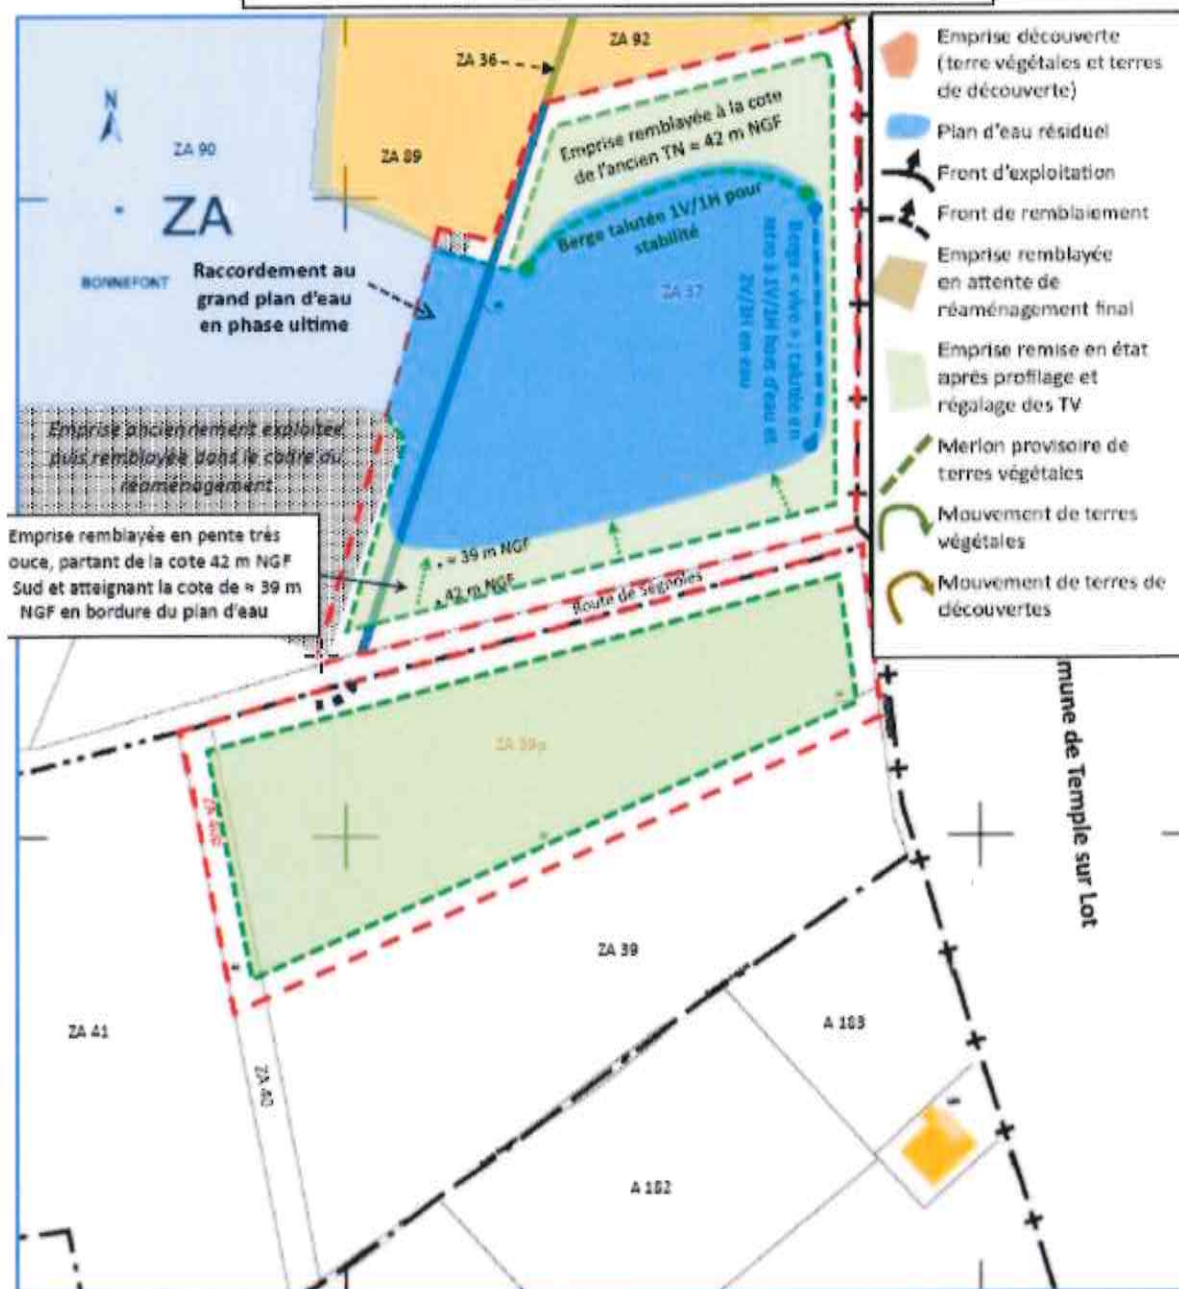 ZA 36
ZA 92
N
ZA 90
ZA 89
ZA
BONNEFONT
Emprise remblayée à la cote
de l'ancien TN = 42 m NGF
Berge talutée 1V/1H pour
stabilité
ZA 37
Berge « vive » : talutée
à 1V/1H hors d'eau et
2V/3H en eau
Raccordement au
grand plan d'eau
en phase ultime
Emprise anciennement exploitée
puis remblayée dans le cadre du
réaménagement
Emprise remblayée en pente très
ouce, partant de la cote 42 m NGF
Sud et atteignant la cote de ≈ 39 m
NGF en bordure du plan d'eau
≈ 39 m NGF
42 m NGF
Route de Ségnoles
ZA 39p
ZA 39
ZA 41
ZA 40
A 183
A 182
mune de Temple sur Lot
Emprise découverte
(terre végétales et terres
de découverte)
Plan d'eau résiduel
Front d'exploitation
Front de remblaiement
Emprise remblayée
en attente de
réaménagement final
Emprise remise en état
après profilage et
régalage des TV
Merlon provisoire de
terres végétales
Mouvement de terres
végétales
Mouvement de terres de
découvertes